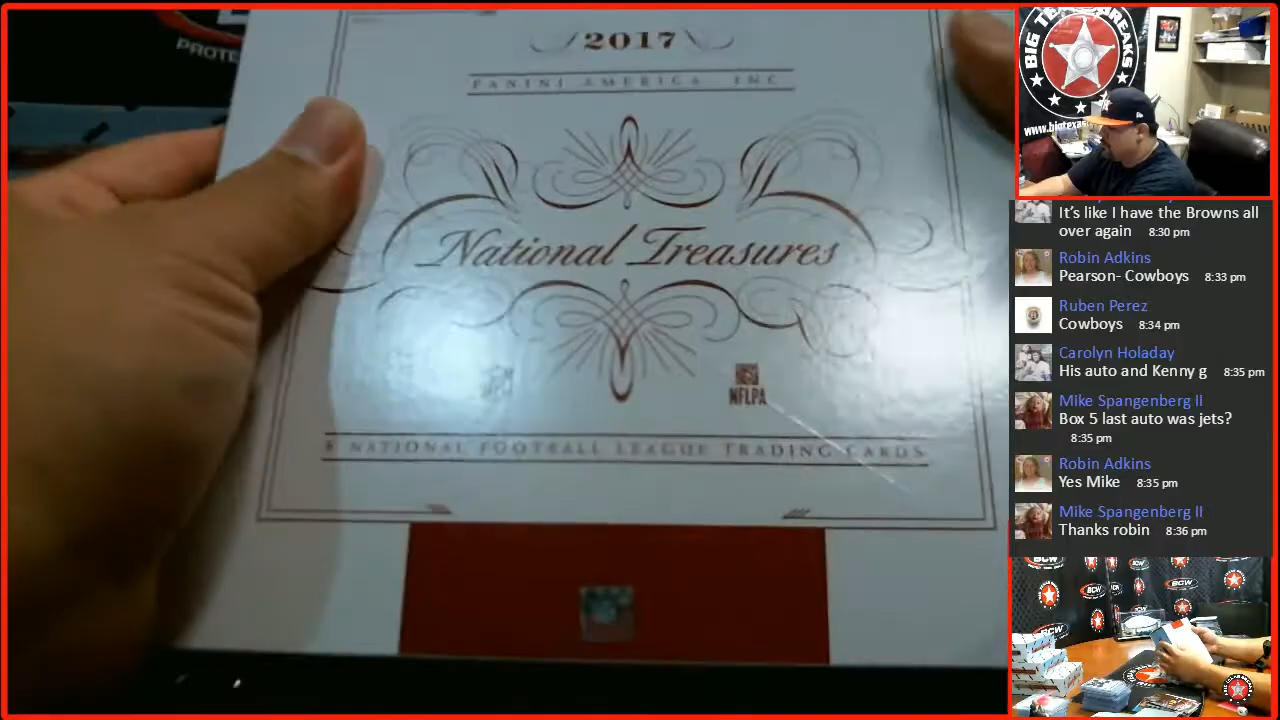 PROTE
2017
PANINI AMERICA, INC
National Treasures
NFLPA
8 NATIONAL FOOTBALL LEAGUE TRADING CARDS
BIG TEXAS BREAKS
www.bigtexas
It's like I have the Browns all
over again 8:30 pm
Robin Adkins
Pearson- Cowboys 8:33 pm
Ruben Perez
Cowboys 8:34 pm
Carolyn Holaday
His auto and Kenny g 8:35 pm
Mike Spangenberg II
Box 5 last auto was jets?
8:35 pm
Robin Adkins
Yes Mike 8:35 pm
Mike Spangenberg II
Thanks robin 8:36 pm
BCW
BCW
BCW